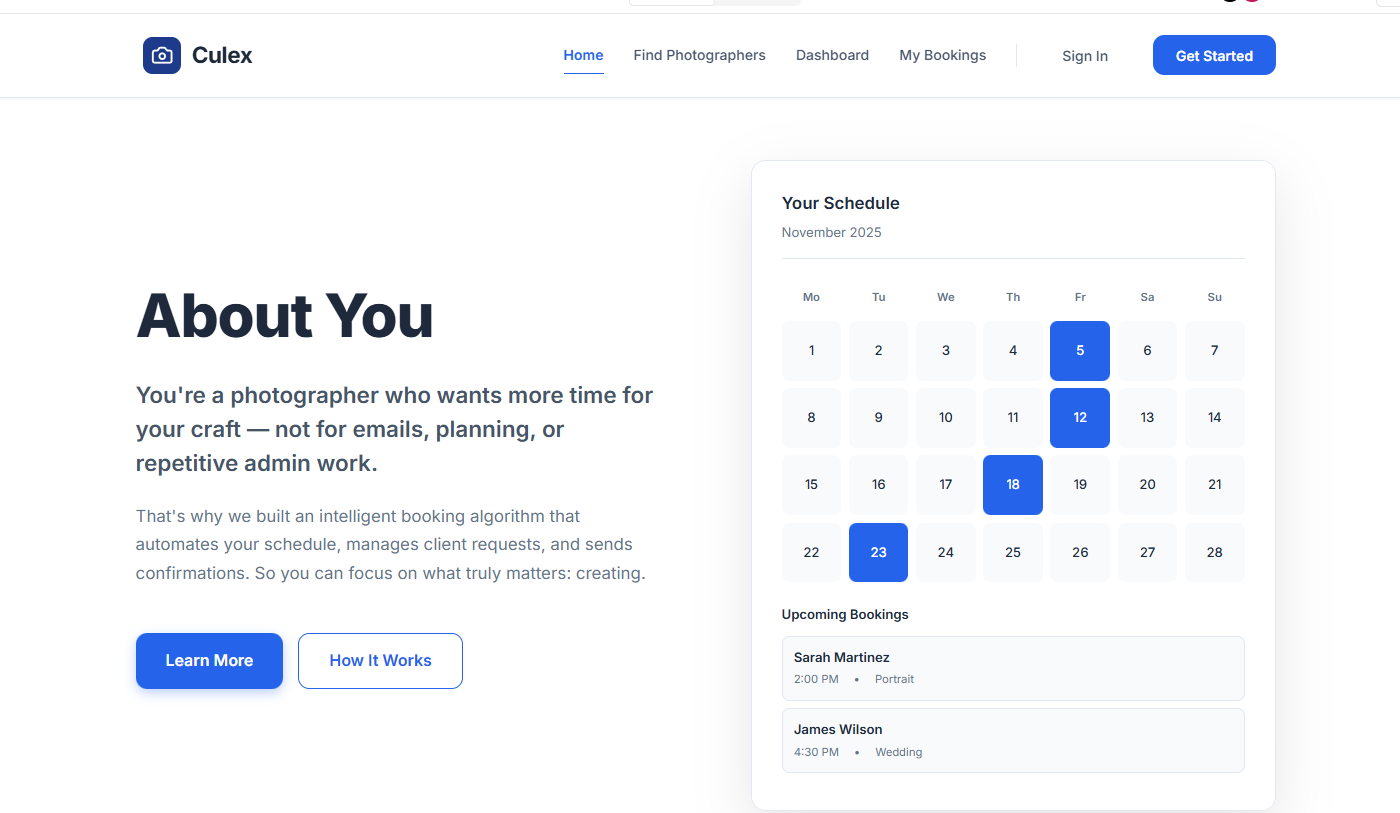 Culex
Home Find Photographers Dashboard My Bookings Sign In Get Started
About You
You're a photographer who wants more time for
your craft — not for emails, planning, or
repetitive admin work.
That's why we built an intelligent booking algorithm that
automates your schedule, manages client requests, and sends
confirmations. So you can focus on what truly matters: creating.
Learn More How It Works
Your Schedule
November 2025
Mo Tu We Th Fr Sa Su
1 2 3 4 5 6 7
8 9 10 11 12 13 14
15 16 17 18 19 20 21
22 23 24 25 26 27 28
Upcoming Bookings
Sarah Martinez
2:00 PM • Portrait
James Wilson
4:30 PM • Wedding